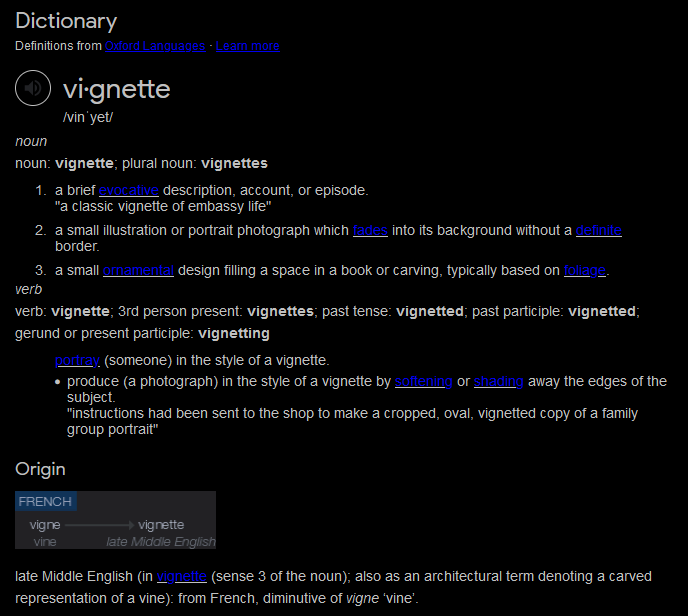 Dictionary
Definitions from Oxford Languages · Learn more
vi·gnette
/vinˈyet/
noun
noun: vignette; plural noun: vignettes
1. a brief evocative description, account, or episode.
"a classic vignette of embassy life"
2. a small illustration or portrait photograph which fades into its background without a definite
border.
3. a small ornamental design filling a space in a book or carving, typically based on foliage.
verb
verb: vignette; 3rd person present: vignettes; past tense: vignetted; past participle: vignetted;
gerund or present participle: vignetting
portray (someone) in the style of a vignette.
• produce (a photograph) in the style of a vignette by softening or shading away the edges of the
subject.
"instructions had been sent to the shop to make a cropped, oval, vignetted copy of a family
group portrait"
Origin
FRENCH
vigne vignette
vine late Middle English
late Middle English (in vignette (sense 3 of the noun); also as an architectural term denoting a carved
representation of a vine): from French, diminutive of vigne ‘vine’.